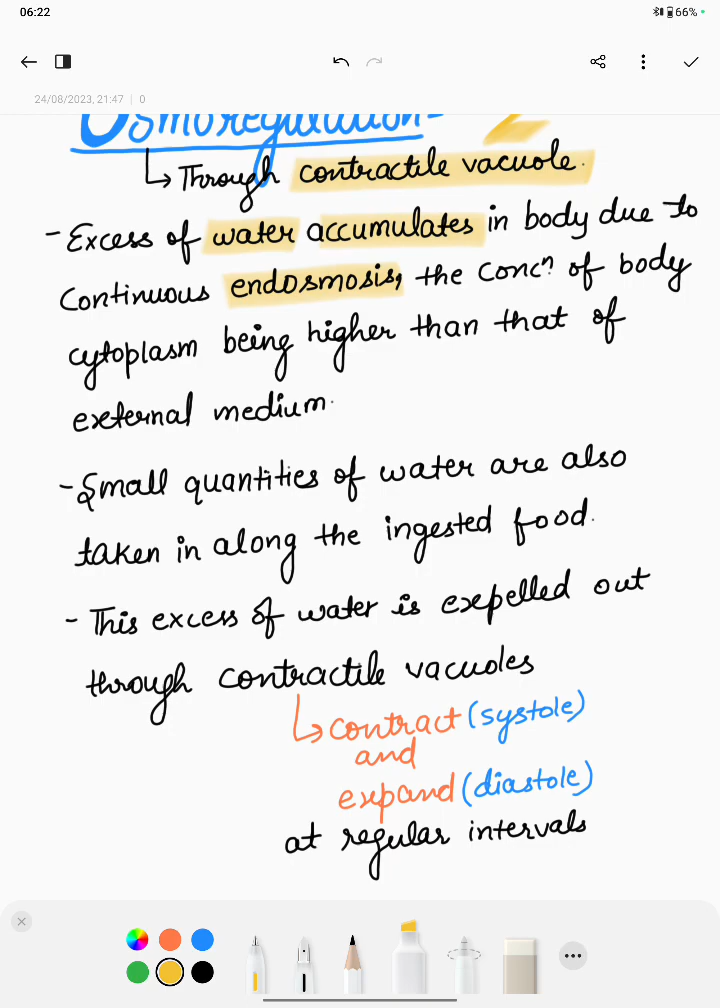 06:22
66%
24/08/2023, 21:47 | 0
Osmoregulation-
↳ Through contractile vacuole.
- Excess of water accumulates in body due to
continuous endosmosis, the concⁿ of body
cytoplasm being higher than that of
external medium.
- Small quantities of water are also
taken in along the ingested food.
- This excess of water is expelled out
through contractile vacuoles
↳ contract (systole)
and
expand (diastole)
at regular intervals